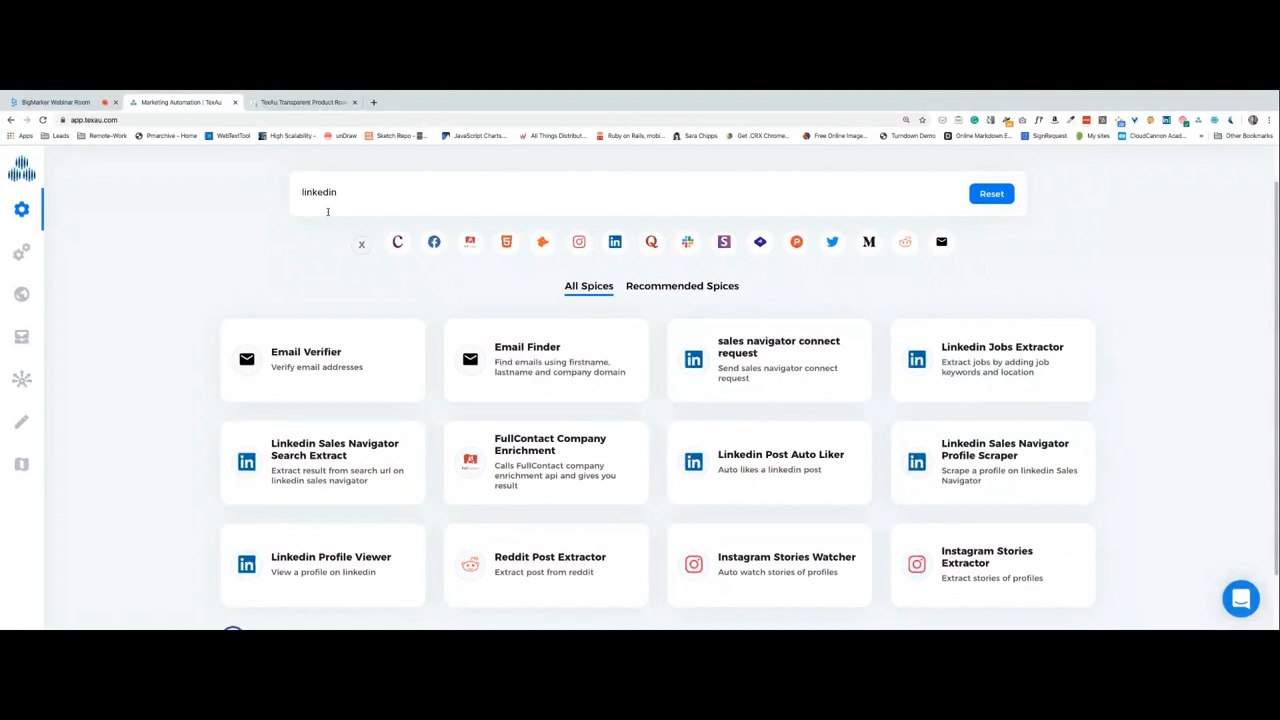 BigMarker Webinar Room
Marketing Automation | TexAu
TexAu Transparent Product Roa
app.texau.com
Apps
Leads
Remote-Work
Pmarchive - Home
WebTextTool
High Scalability -
unDraw
Sketch Repo -
JavaScript Charts...
All Things Distribut...
Ruby on Rails, mobi...
Sara Chipps
Get .CRX Chrome...
Free Online Image...
Turndown Demo
Online Markdown E...
SignRequest
My sites
CloudCannon Acad...
Other Bookmarks
linkedin
Reset
x
All Spices
Recommended Spices
Email Verifier
Verify email addresses
Email Finder
Find emails using firstname,
lastname and company domain
sales navigator connect
request
Send sales navigator connect
request
Linkedin Jobs Extractor
Extract jobs by adding job
keywords and location
Linkedin Sales Navigator
Search Extract
Extract result from search url on
linkedin sales navigator
FullContact Company
Enrichment
Calls FullContact company
enrichment api and gives you
result
Linkedin Post Auto Liker
Auto likes a linkedin post
Linkedin Sales Navigator
Profile Scraper
Scrape a profile on linkedin Sales
Navigator
Linkedin Profile Viewer
View a profile on linkedin
Reddit Post Extractor
Extract post from reddit
Instagram Stories Watcher
Auto watch stories of profiles
Instagram Stories
Extractor
Extract stories of profiles